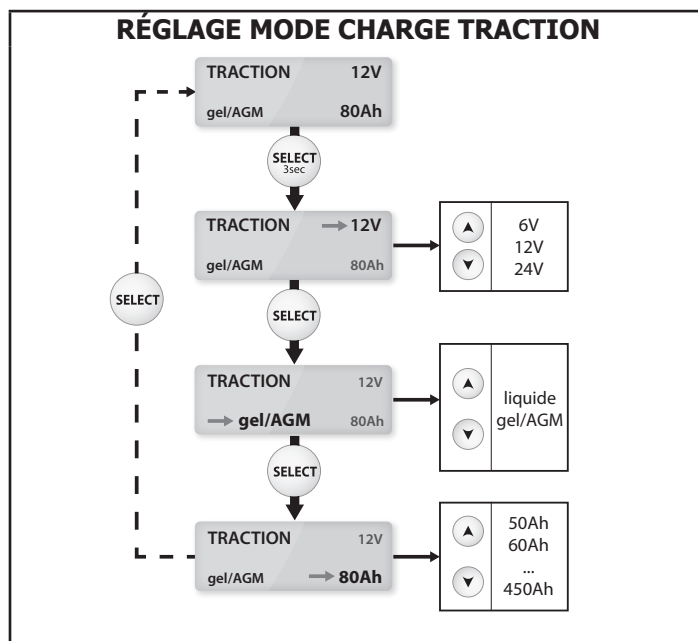 RÉGLAGE MODE CHARGE TRACTION
TRACTION 12V
gel/AGM 80Ah
SELECT
3sec
TRACTION → 12V
gel/AGM 80Ah
6V
12V
24V
SELECT
SELECT
TRACTION 12V
→ gel/AGM 80Ah
liquide
gel/AGM
SELECT
TRACTION 12V
gel/AGM → 80Ah
50Ah
60Ah
...
450Ah